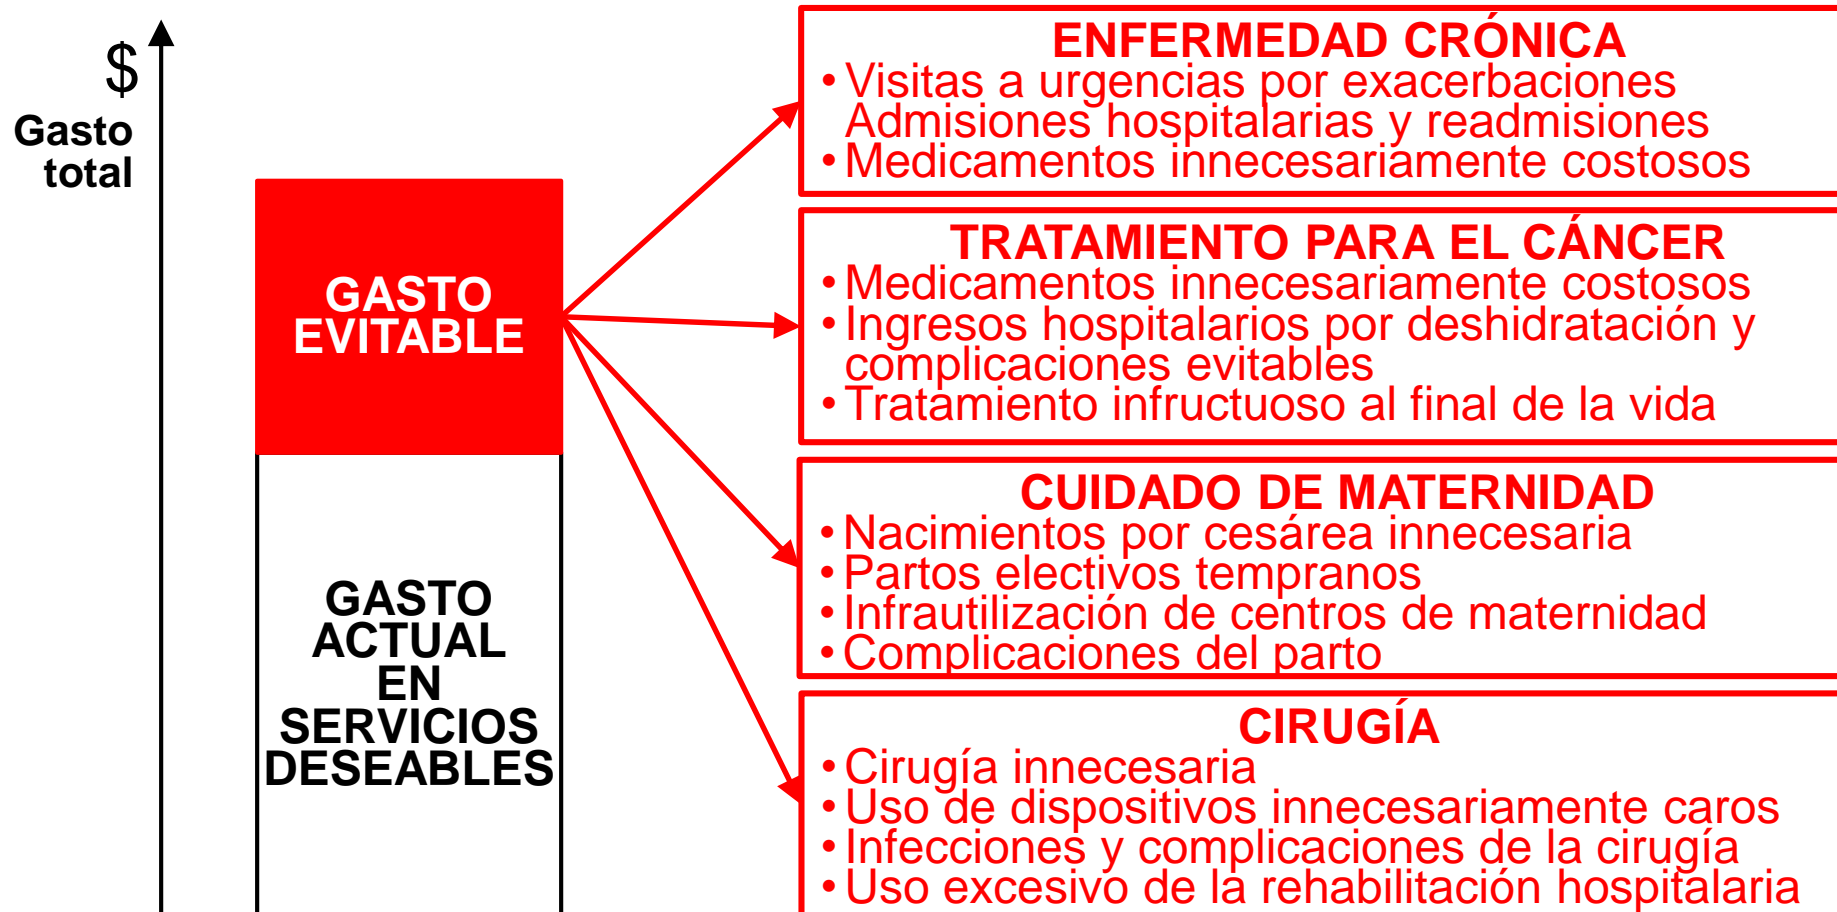 $
Gasto
total
GASTO
EVITABLE
GASTO
ACTUAL
EN
SERVICIOS
DESEABLES
ENFERMEDAD CRÓNICA
• Visitas a urgencias por exacerbaciones
Admisiones hospitalarias y readmisiones
• Medicamentos innecesariamente costosos
TRATAMIENTO PARA EL CÁNCER
• Medicamentos innecesariamente costosos
• Ingresos hospitalarios por deshidratación y
complicaciones evitables
• Tratamiento infructuoso al final de la vida
CUIDADO DE MATERNIDAD
• Nacimientos por cesárea innecesaria
• Partos electivos tempranos
• Infrautilización de centros de maternidad
• Complicaciones del parto
CIRUGÍA
• Cirugía innecesaria
• Uso de dispositivos innecesariamente caros
• Infecciones y complicaciones de la cirugía
• Uso excesivo de la rehabilitación hospitalaria